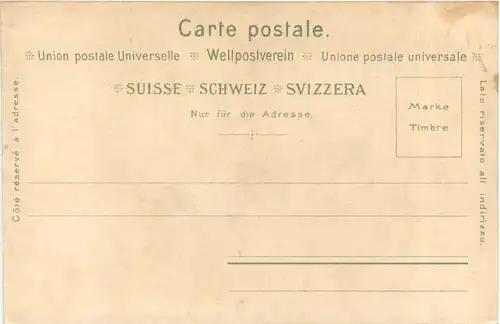 Carte postale.
※ Union postale Universelle ※ Weltpostverein ※ Unione postale universale ※
※ SUISSE ※ SCHWEIZ ※ SVIZZERA
Nur für die Adresse.
Marke
Timbre
Côté réservé à l'adresse.
Lato riservato all indirizzo.